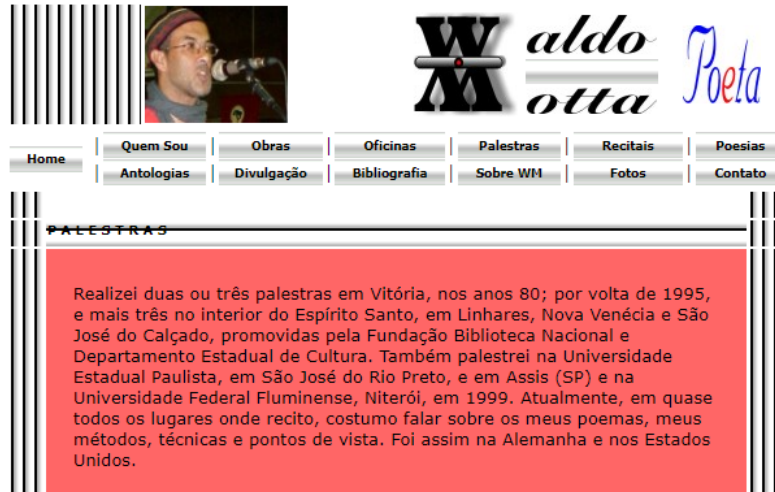 Waldo Motta Poeta
Home
Quem Sou Obras Oficinas Palestras Recitais Poesias
Antologias Divulgação Bibliografia Sobre WM Fotos Contato
PALESTRAS
Realizei duas ou três palestras em Vitória, nos anos 80; por volta de 1995,
e mais três no interior do Espírito Santo, em Linhares, Nova Venécia e São
José do Calçado, promovidas pela Fundação Biblioteca Nacional e
Departamento Estadual de Cultura. Também palestrei na Universidade
Estadual Paulista, em São José do Rio Preto, e em Assis (SP) e na
Universidade Federal Fluminense, Niterói, em 1999. Atualmente, em quase
todos os lugares onde recito, costumo falar sobre os meus poemas, meus
métodos, técnicas e pontos de vista. Foi assim na Alemanha e nos Estados
Unidos.